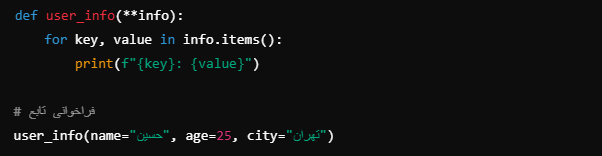 def user_info(**info):
    for key, value in info.items():
        print(f"{key}: {value}")
# فراخوانی تابع
user_info(name="حسین", age=25, city="تهران")